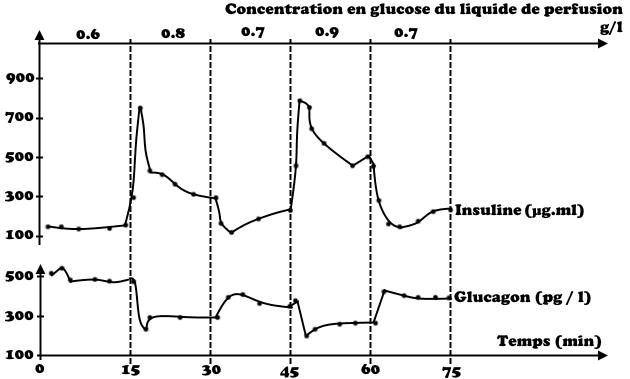 Concentration en glucose du liquide de perfusion
g/l
0.6 0.8 0.7 0.9 0.7
900
700
500
300
100
Insuline (µg.ml)
500
300
100
Glucagon (pg / l)
Temps (min)
0 15 30 45 60 75